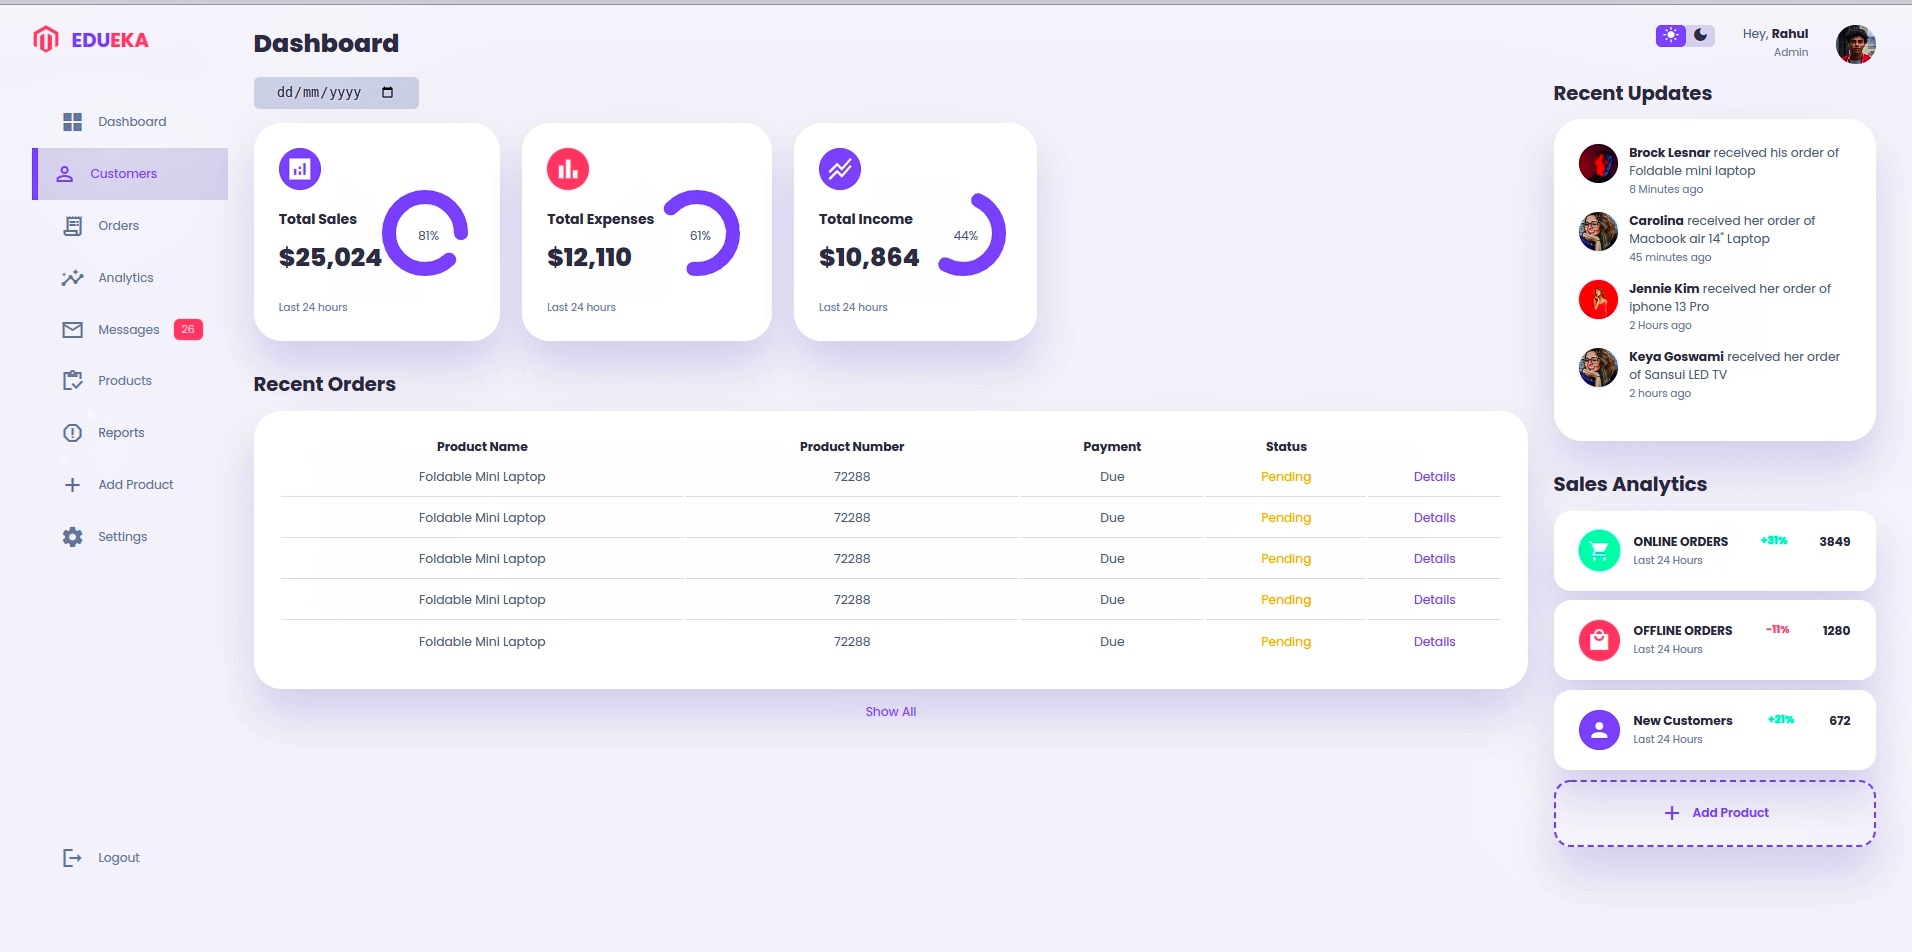 EDUEKA
Dashboard
Customers
Orders
Analytics
Messages 26
Products
Reports
Add Product
Settings
Logout
Dashboard
dd/mm/yyyy
Total Sales
$25,024
81%
Last 24 hours
Total Expenses
$12,110
61%
Last 24 hours
Total Income
$10,864
44%
Last 24 hours
Recent Orders
Product Name Product Number Payment Status
Foldable Mini Laptop 72288 Due Pending Details
Foldable Mini Laptop 72288 Due Pending Details
Foldable Mini Laptop 72288 Due Pending Details
Foldable Mini Laptop 72288 Due Pending Details
Foldable Mini Laptop 72288 Due Pending Details
Show All
Hey, Rahul
Admin
Recent Updates
Brock Lesnar received his order of
Foldable mini laptop
8 Minutes ago
Carolina received her order of
Macbook air 14" Laptop
45 minutes ago
Jennie Kim received her order of
iphone 13 Pro
2 Hours ago
Keya Goswami received her order
of Sansui LED TV
2 hours ago
Sales Analytics
ONLINE ORDERS +31% 3849
Last 24 Hours
OFFLINE ORDERS -11% 1280
Last 24 Hours
New Customers +21% 672
Last 24 Hours
Add Product